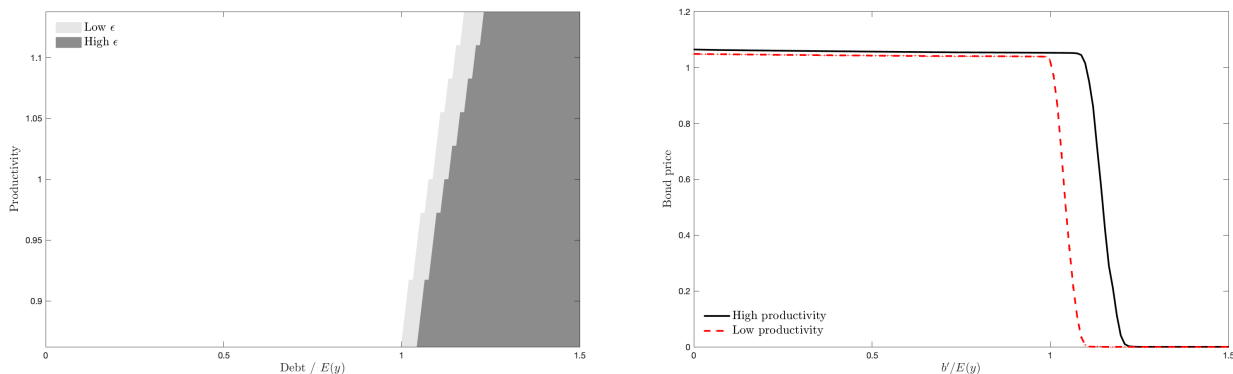 Low ϵ
High ϵ
1.1
1.05
1
0.95
0.9
Productivity
0
0.5
1
1.5
Debt / E(y)
1.2
1
0.8
0.6
0.4
0.2
0
Bond price
High productivity
Low productivity
0
0.5
1
1.5
b′/E(y)